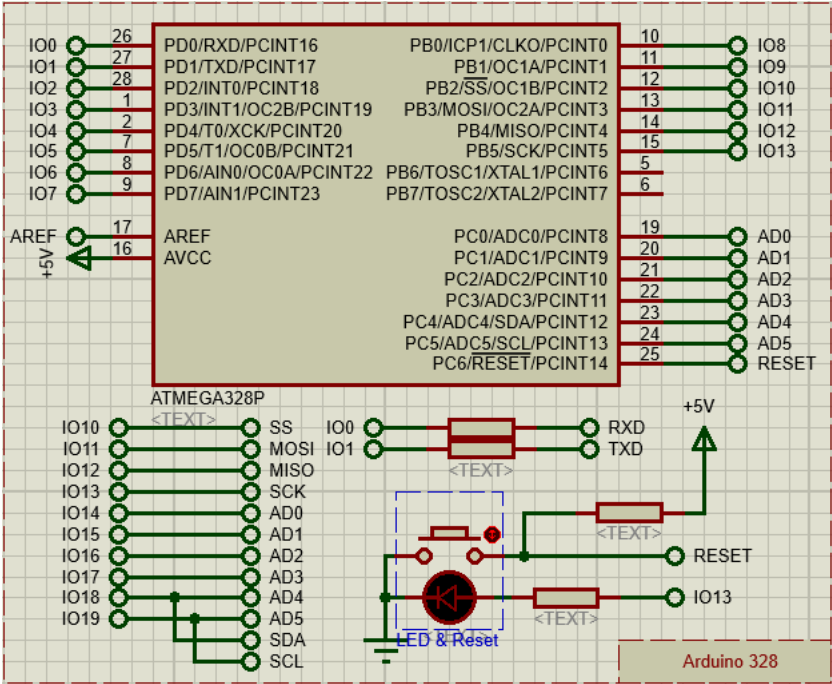 IO0 26 PD0/RXD/PCINT16 PB0/ICP1/CLKO/PCINT0 10 IO8
IO1 27 PD1/TXD/PCINT17 PB1/OC1A/PCINT1 11 IO9
IO2 28 PD2/INT0/PCINT18 PB2/SS/OC1B/PCINT2 12 IO10
IO3 1 PD3/INT1/OC2B/PCINT19 PB3/MOSI/OC2A/PCINT3 13 IO11
IO4 2 PD4/T0/XCK/PCINT20 PB4/MISO/PCINT4 14 IO12
IO5 7 PD5/T1/OC0B/PCINT21 PB5/SCK/PCINT5 15 IO13
IO6 8 PD6/AIN0/OC0A/PCINT22 PB6/TOSC1/XTAL1/PCINT6 5
IO7 9 PD7/AIN1/PCINT23 PB7/TOSC2/XTAL2/PCINT7 6
AREF 17 AREF PC0/ADC0/PCINT8 19 AD0
+5V 16 AVCC PC1/ADC1/PCINT9 20 AD1
PC2/ADC2/PCINT10 21 AD2
PC3/ADC3/PCINT11 22 AD3
PC4/ADC4/SDA/PCINT12 23 AD4
PC5/ADC5/SCL/PCINT13 24 AD5
PC6/RESET/PCINT14 25 RESET
ATMEGA328P
<TEXT>
IO10 SS
IO11 MOSI
IO12 MISO
IO13 SCK
IO14 AD0
IO15 AD1
IO16 AD2
IO17 AD3
IO18 AD4
IO19 AD5
SDA
SCL
IO0 RXD
IO1 TXD
<TEXT>
+5V
<TEXT>
RESET
IO13
<TEXT>
<TEXT>
LED & Reset
Arduino 328